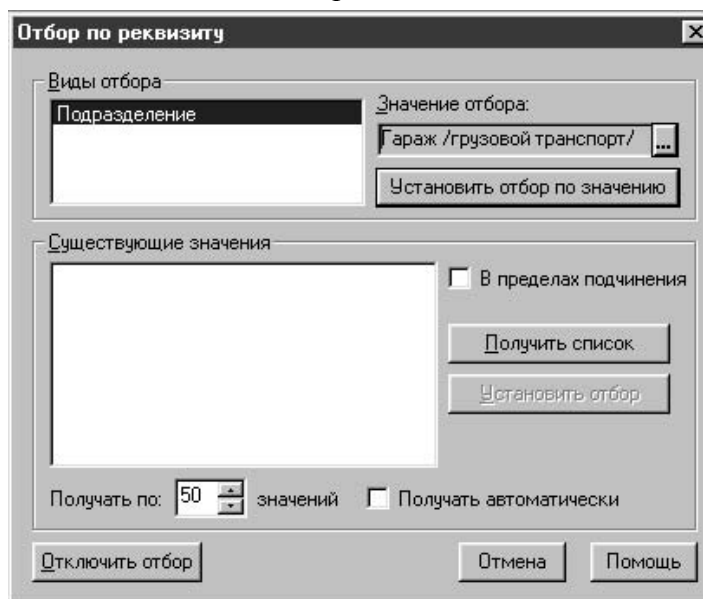 Отбор по реквизиту
Виды отбора
Подразделение
Значение отбора:
Гараж /грузовой транспорт/ ...
Установить отбор по значению
Существующие значения
В пределах подчинения
Получить список
Установить отбор
Получать по: 50 значений Получать автоматически
Отключить отбор Отмена Помощь